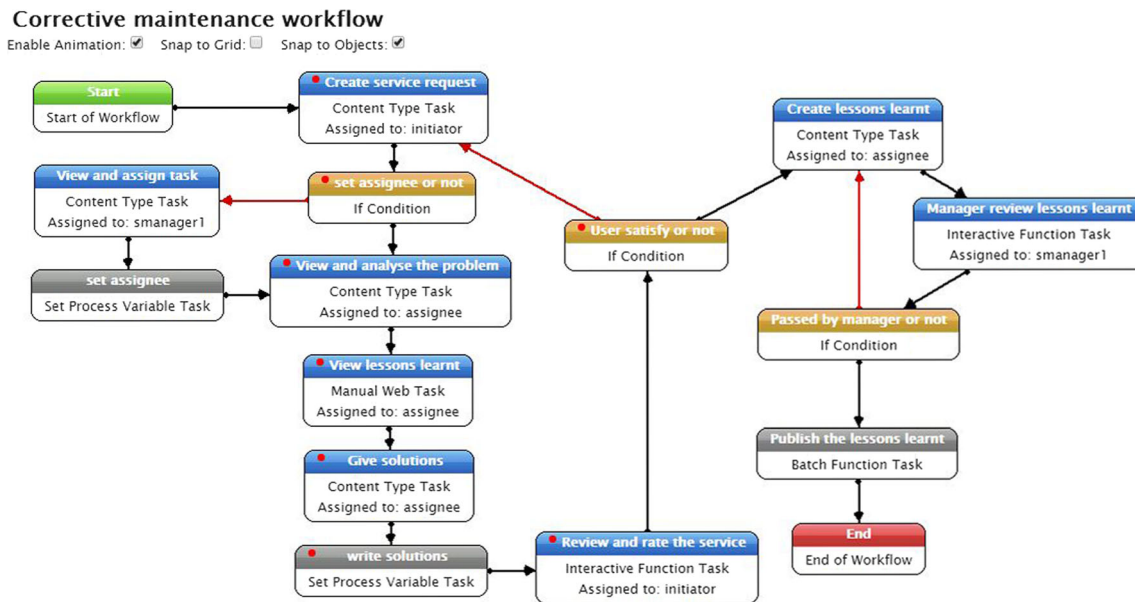 Corrective maintenance workflow
Enable Animation: Snap to Grid: Snap to Objects:
Start
Start of Workflow
Create service request
Content Type Task
Assigned to: initiator
View and assign task
Content Type Task
Assigned to: smanager1
set assignee or not
If Condition
set assignee
Set Process Variable Task
View and analyse the problem
Content Type Task
Assigned to: assignee
View lessons learnt
Manual Web Task
Assigned to: assignee
Give solutions
Content Type Task
Assigned to: assignee
write solutions
Set Process Variable Task
Review and rate the service
Interactive Function Task
Assigned to: initiator
User satisfy or not
If Condition
Create lessons learnt
Content Type Task
Assigned to: assignee
Manager review lessons learnt
Interactive Function Task
Assigned to: smanager1
Passed by manager or not
If Condition
Publish the lessons learnt
Batch Function Task
End
End of Workflow